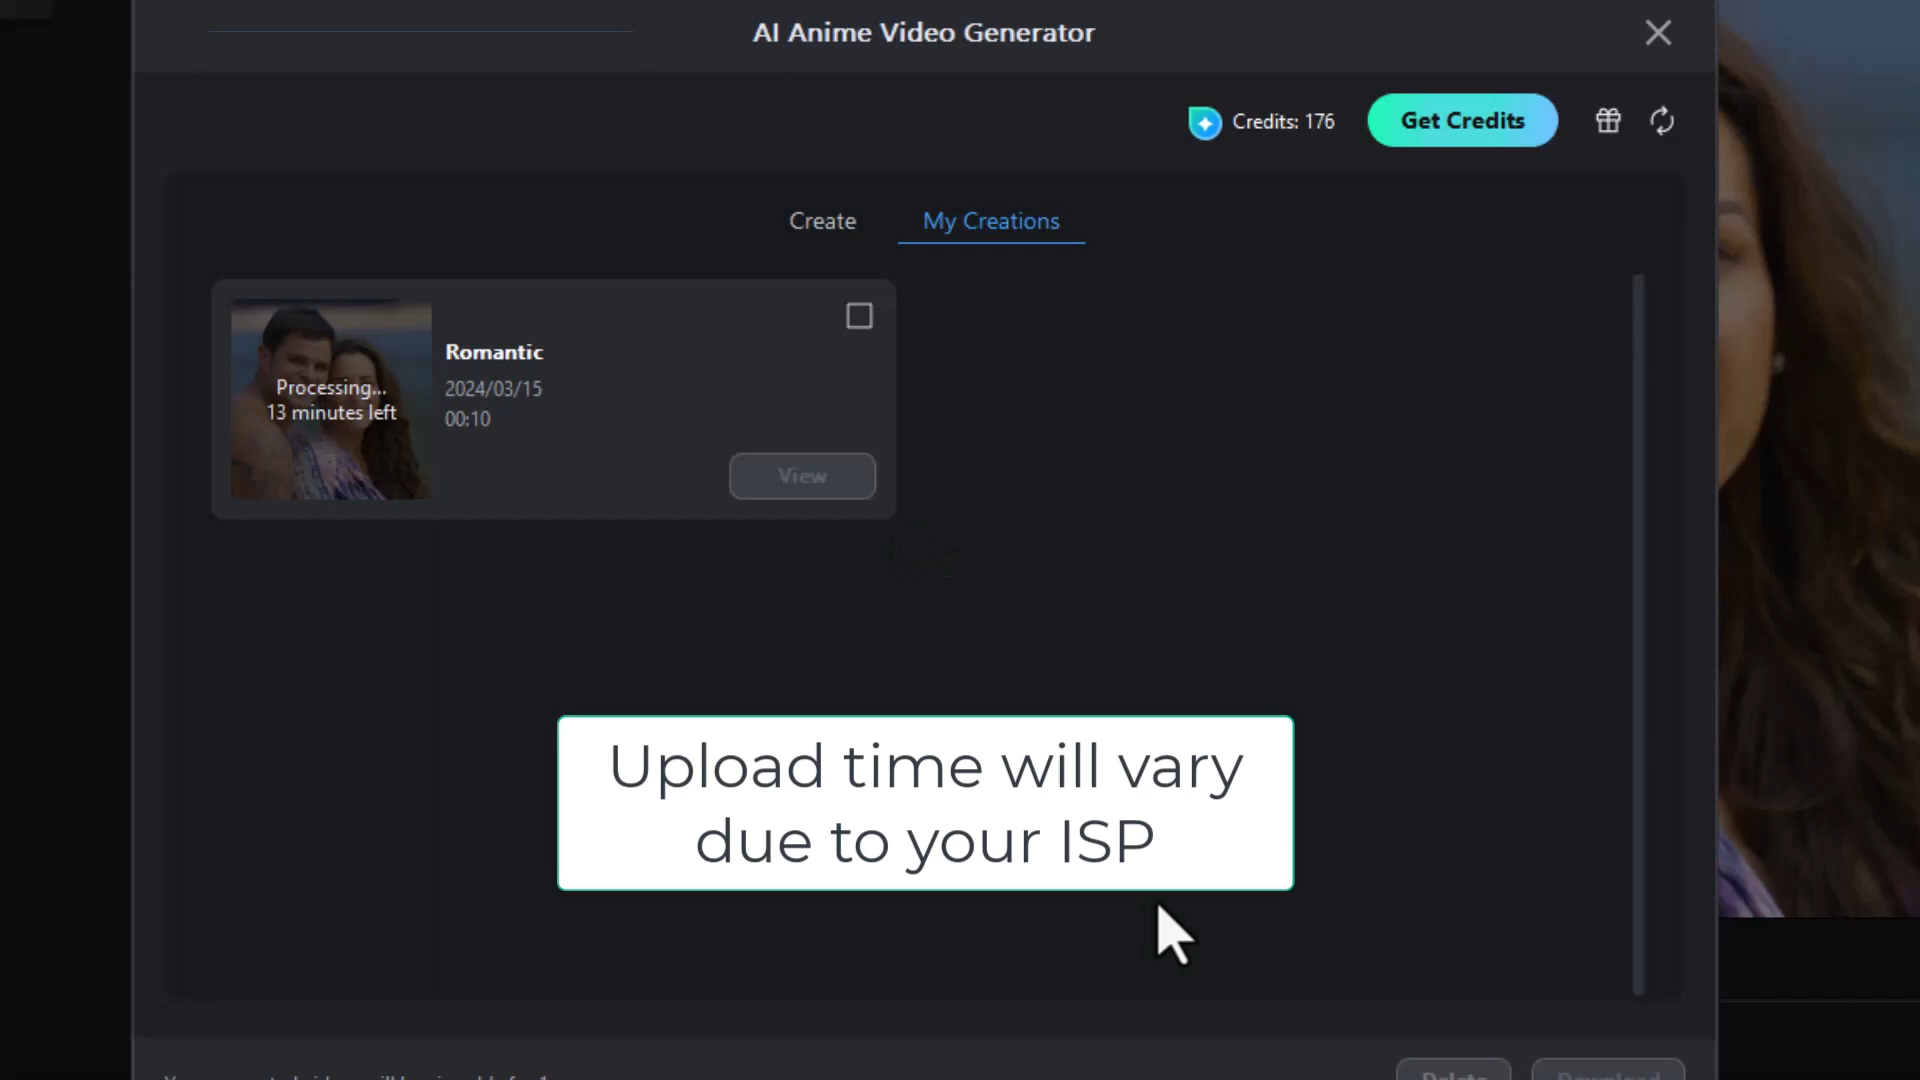 AI Anime Video Generator
Credits: 176
Get Credits
Create
My Creations
Processing...
13 minutes left
Romantic
2024/03/15
00:10
View
Upload time will vary
due to your ISP